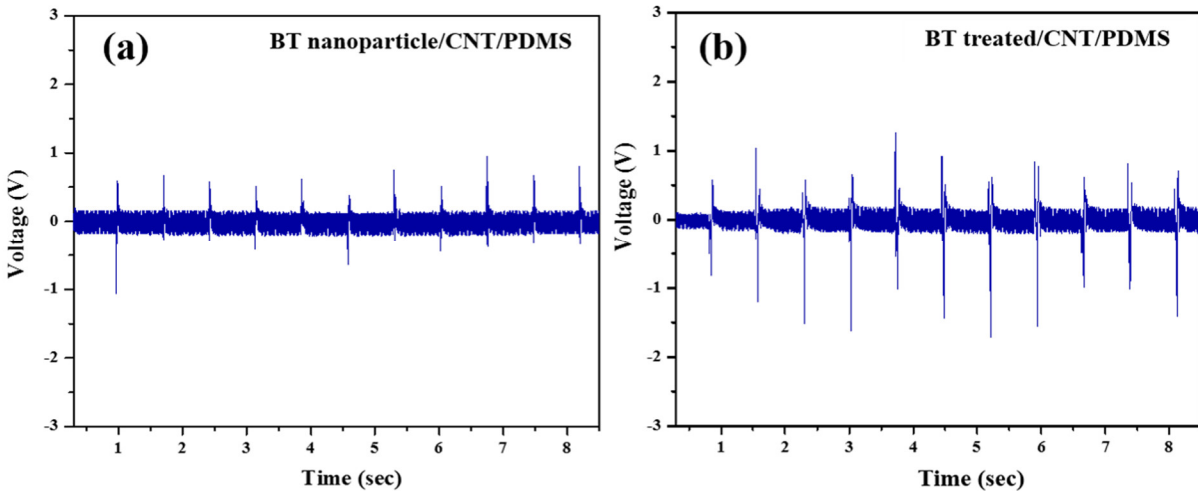 (a)
BT nanoparticle/CNT/PDMS
3
2
1
0
-1
-2
-3
Voltage (V)
1 2 3 4 5 6 7 8
Time (sec)
(b)
BT treated/CNT/PDMS
3
2
1
0
-1
-2
-3
Voltage (V)
1 2 3 4 5 6 7 8
Time (sec)